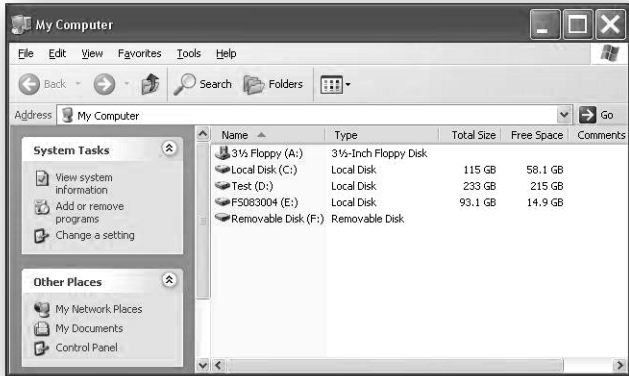 My Computer
File Edit View Favorites Tools Help
Back Search Folders
Address My Computer Go
System Tasks
View system information
Add or remove programs
Change a setting
Other Places
My Network Places
My Documents
Control Panel
Name Type Total Size Free Space Comments
3½ Floppy (A:) 3½-Inch Floppy Disk
Local Disk (C:) Local Disk 115 GB 58.1 GB
Test (D:) Local Disk 233 GB 215 GB
FS083004 (E:) Local Disk 93.1 GB 14.9 GB
Removable Disk (F:) Removable Disk